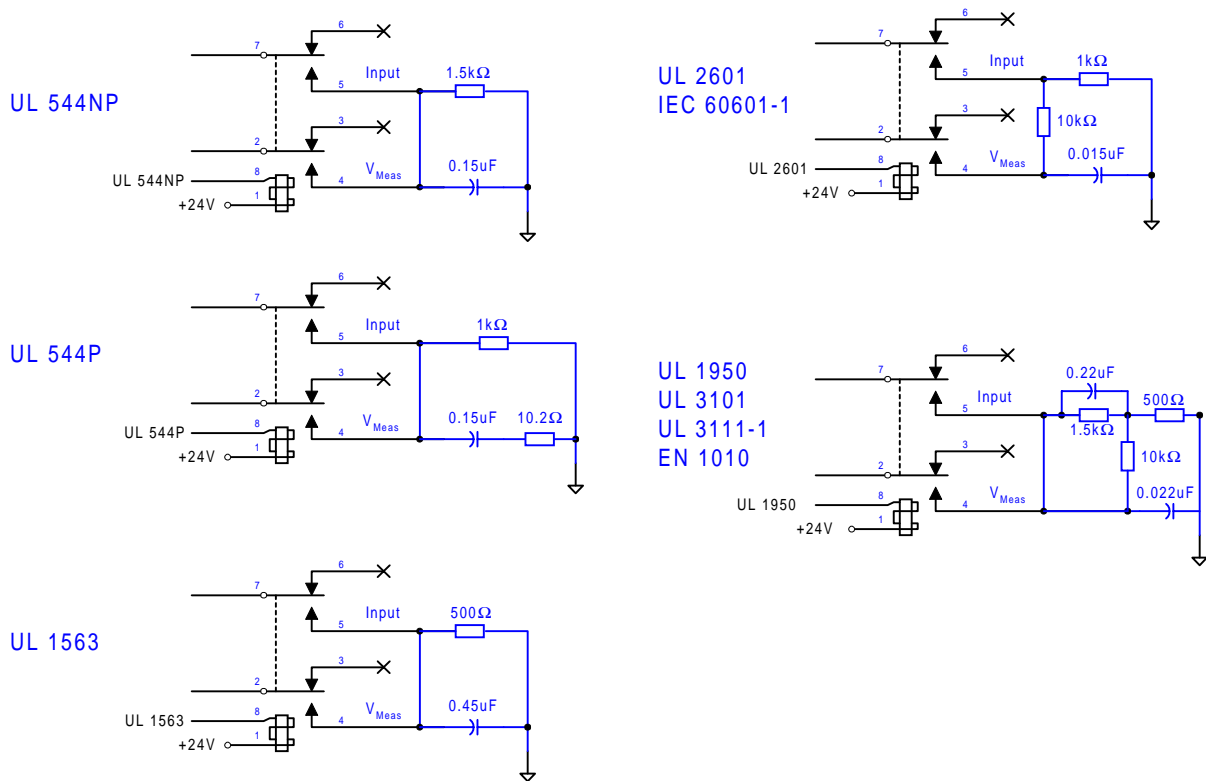 UL 544NP
7
6
5
Input
1.5kΩ
2
3
4
V Meas
0.15uF
UL 544NP
8
+24V
1
UL 544P
7
6
5
Input
1kΩ
2
3
4
V Meas
0.15uF
10.2Ω
UL 544P
8
+24V
1
UL 1563
7
6
5
Input
500Ω
2
3
4
V Meas
0.45uF
UL 1563
8
+24V
1
UL 2601
IEC 60601-1
7
6
5
Input
1kΩ
10kΩ
2
3
4
V Meas
0.015uF
UL 2601
8
+24V
1
UL 1950
UL 3101
UL 3111-1
EN 1010
7
6
5
Input
0.22uF
1.5kΩ
500Ω
10kΩ
2
3
4
V Meas
0.022uF
UL 1950
8
+24V
1